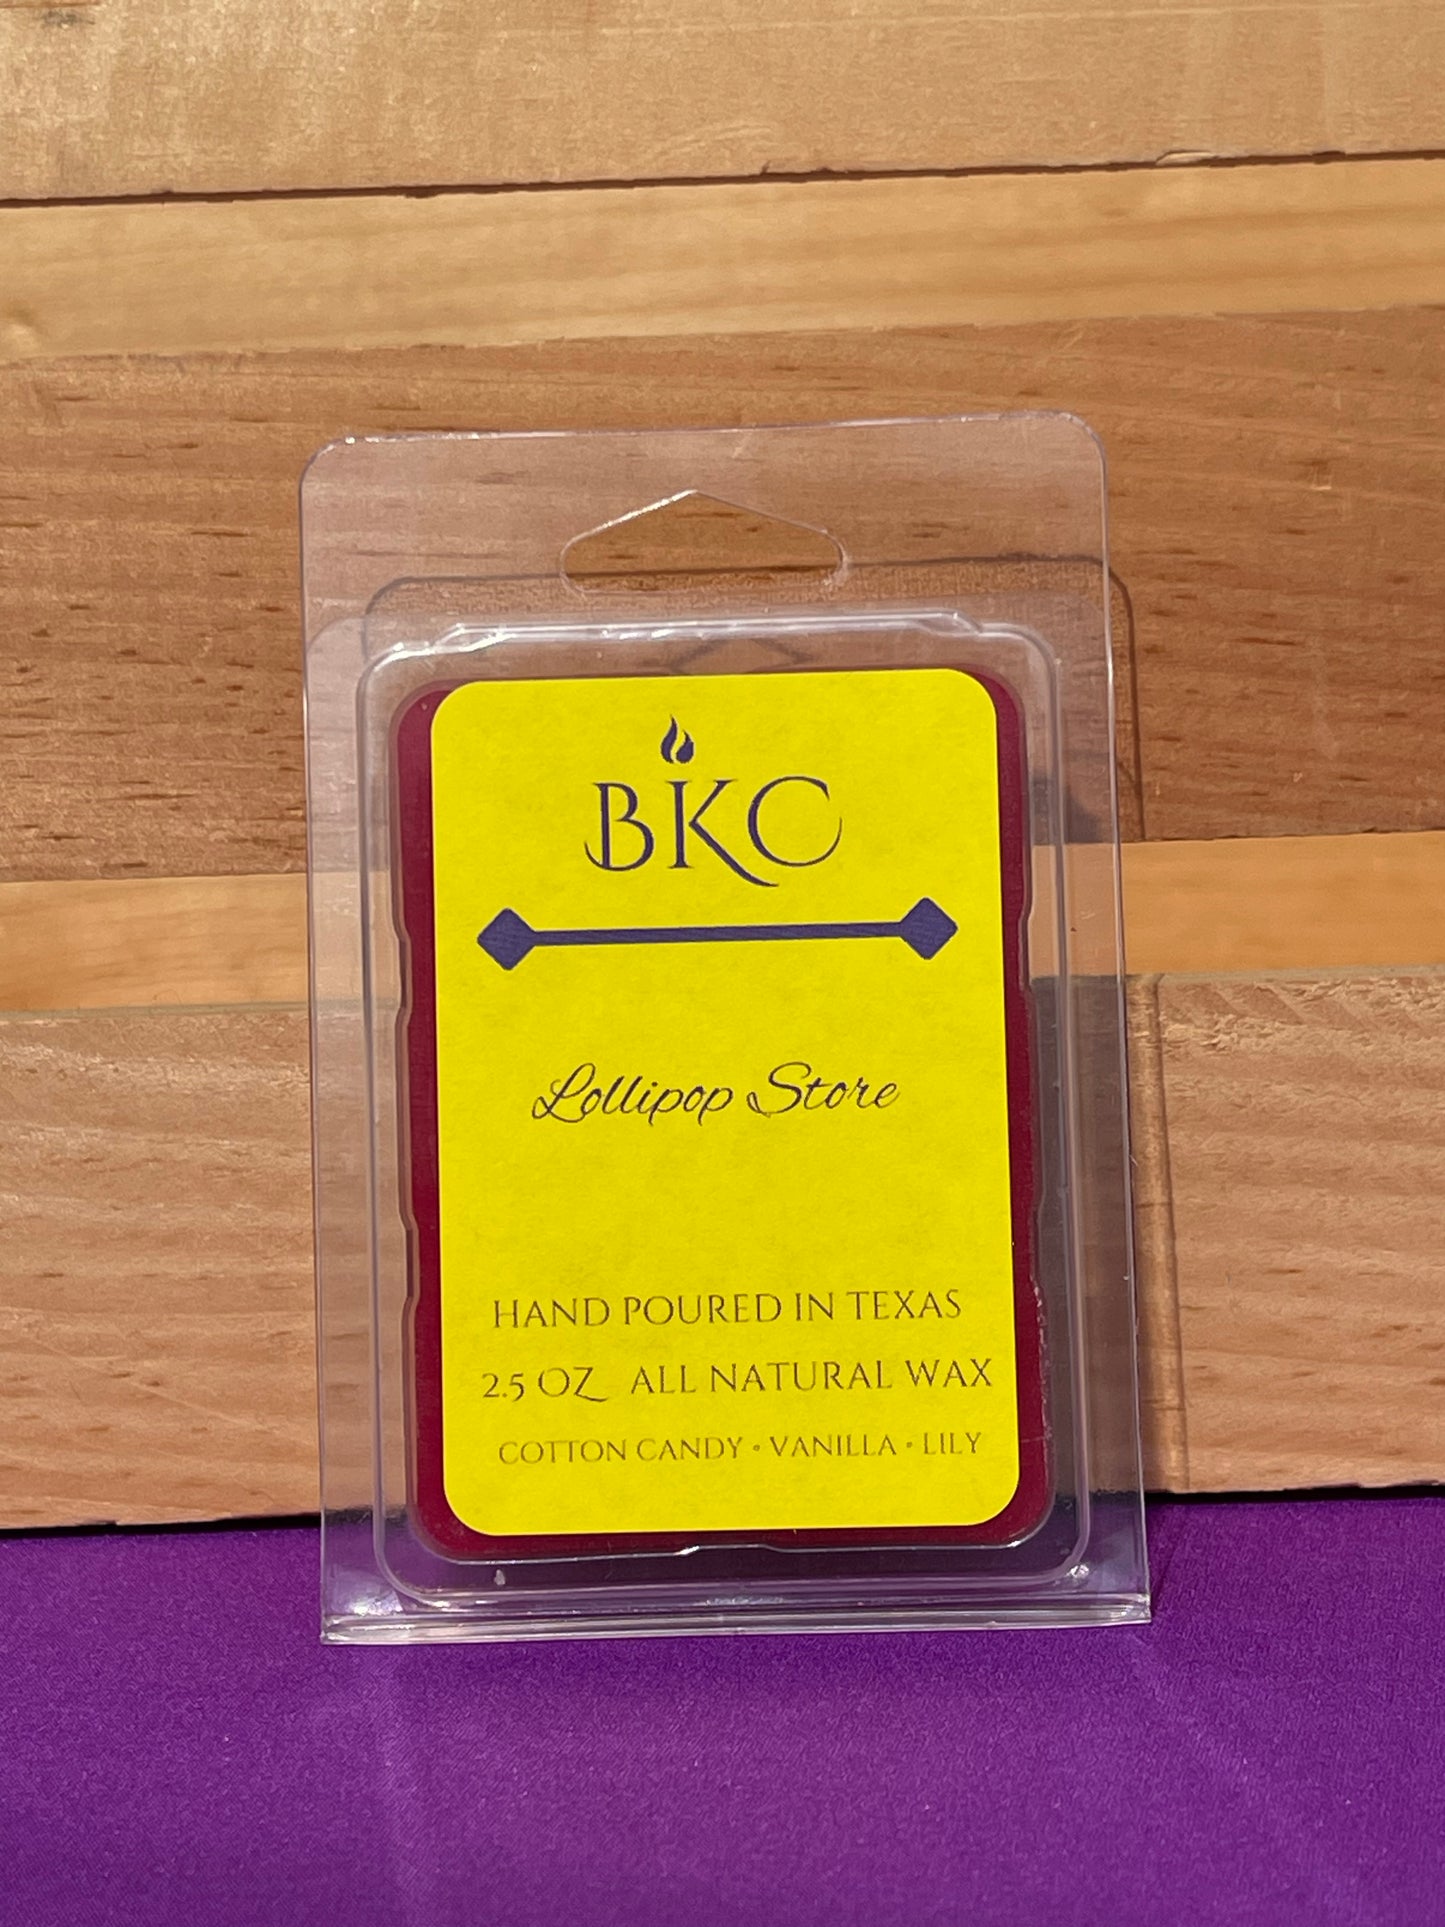 BKC
Lollipop Store
HAND POURED IN TEXAS
2.5 OZ ALL NATURAL WAX
COTTON CANDY • VANILLA • LILY